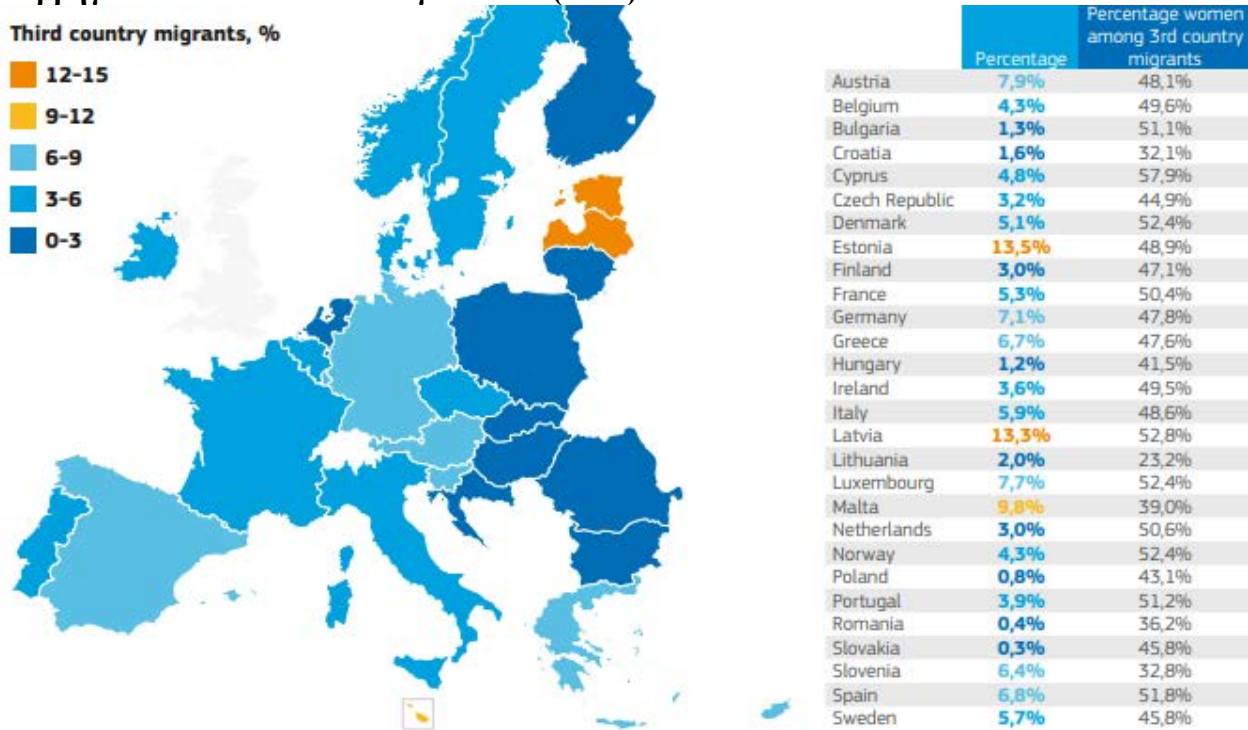 Third country migrants, %
12-15
9-12
6-9
3-6
0-3
Percentage Percentage women among 3rd country migrants
Austria 7,9% 48,1%
Belgium 4,3% 49,6%
Bulgaria 1,3% 51,1%
Croatia 1,6% 32,1%
Cyprus 4,8% 57,9%
Czech Republic 3,2% 44,9%
Denmark 5,1% 52,4%
Estonia 13,5% 48,9%
Finland 3,0% 47,1%
France 5,3% 50,4%
Germany 7,1% 47,8%
Greece 6,7% 47,6%
Hungary 1,2% 41,5%
Ireland 3,6% 49,5%
Italy 5,9% 48,6%
Latvia 13,3% 52,8%
Lithuania 2,0% 23,2%
Luxembourg 7,7% 52,4%
Malta 9,8% 39,0%
Netherlands 3,0% 50,6%
Norway 4,3% 52,4%
Poland 0,8% 43,1%
Portugal 3,9% 51,2%
Romania 0,4% 36,2%
Slovakia 0,3% 45,8%
Slovenia 6,4% 32,8%
Spain 6,8% 51,8%
Sweden 5,7% 45,8%